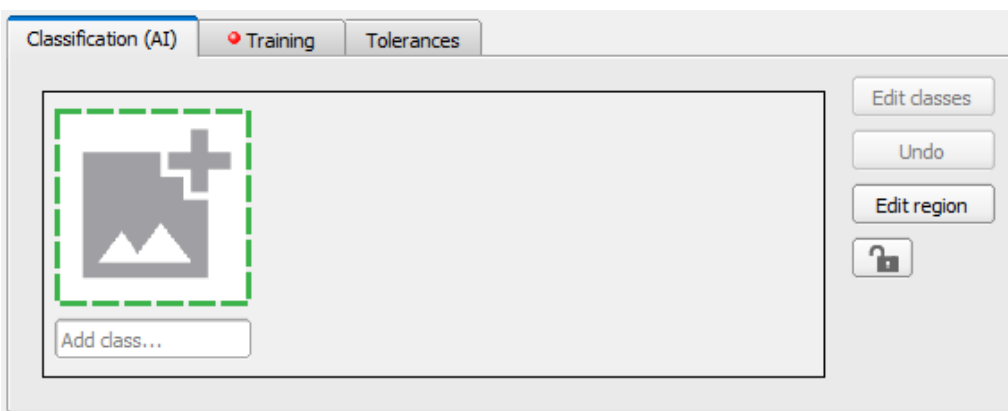 Classification (AI)
Training
Tolerances
Edit classes
Undo
Edit region
Add class...